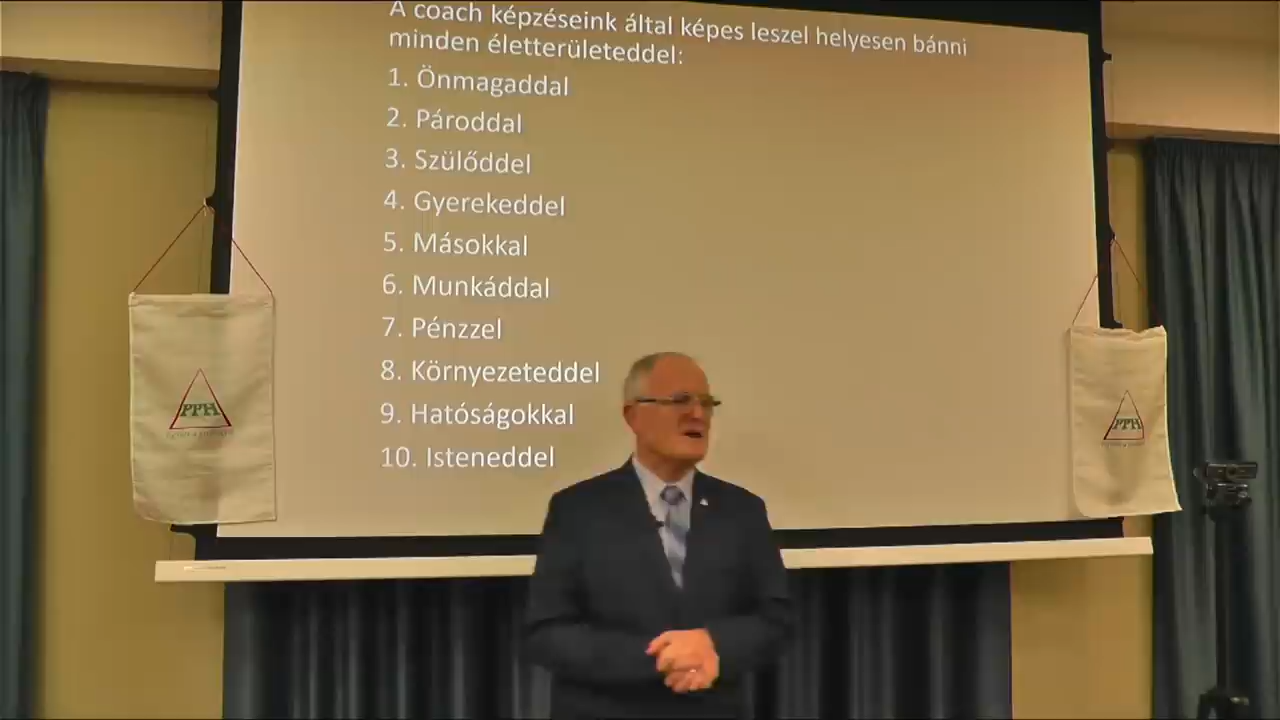 A coach képzéseink által képes leszel helyesen bánni
minden életterületeddel:
1. Önmagaddal
2. Pároddal
3. Szülőddel
4. Gyerekeddel
5. Másokkal
6. Munkáddal
7. Pénzzel
8. Környezeteddel
9. Hatóságokkal
10. Isteneddel
PPH
PPH